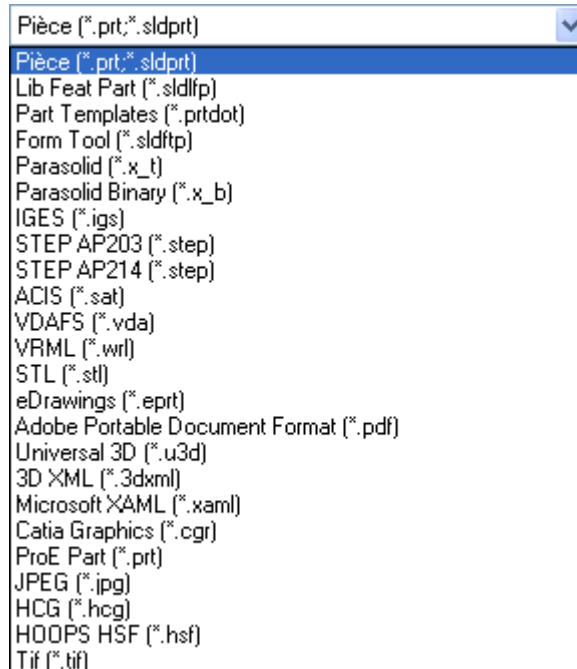 Pièce (*.prt;*.sldprt)
Pièce (*.prt;*.sldprt)
Lib Feat Part (*.sldlfp)
Part Templates (*.prtdot)
Form Tool (*.sldftp)
Parasolid (*.x_t)
Parasolid Binary (*.x_b)
IGES (*.igs)
STEP AP203 (*.step)
STEP AP214 (*.step)
ACIS (*.sat)
VDAFS (*.vda)
VRML (*.wrl)
STL (*.stl)
eDrawings (*.eprt)
Adobe Portable Document Format (*.pdf)
Universal 3D (*.u3d)
3D XML (*.3dxml)
Microsoft XAML (*.xaml)
Catia Graphics (*.cgr)
ProE Part (*.prt)
JPEG (*.jpg)
HCG (*.hcg)
HOOPS HSF (*.hsf)
Tif (*.tif)